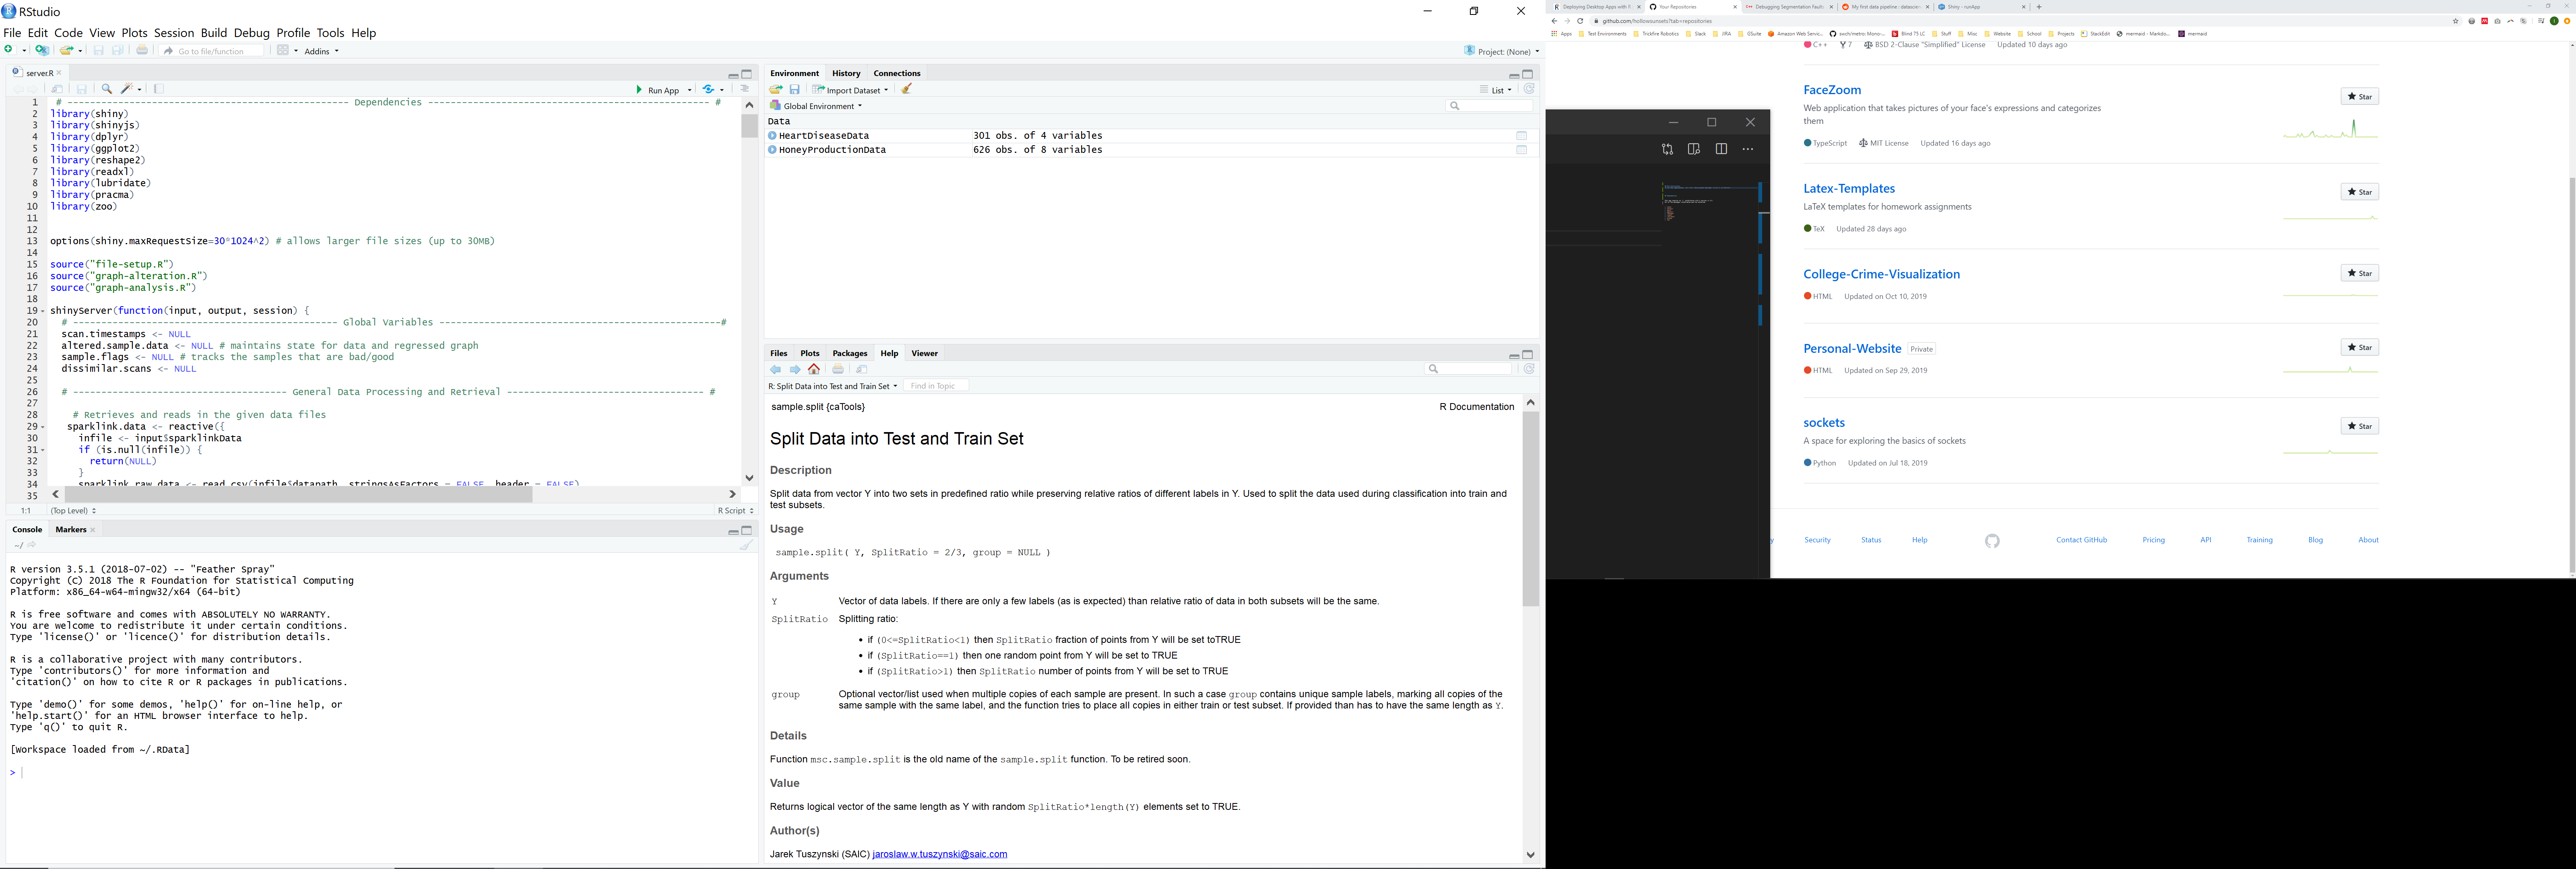 RStudio
File Edit Code View Plots Session Build Debug Profile Tools Help
Go to file/function
Addins
Project: (None)
server.R
Run App
1 # ---------------------------------------------- Dependencies ---------------------------------------------- #
2 library(shiny)
3 library(shinyjs)
4 library(dplyr)
5 library(ggplot2)
6 library(reshape2)
7 library(readxl)
8 library(lubridate)
9 library(pracma)
10 library(zoo)
11
12
13 options(shiny.maxRequestSize=30*1024^2) # allows larger file sizes (up to 30MB)
14
15 source("file-setup.R")
16 source("graph-alteration.R")
17 source("graph-analysis.R")
18
19 shinyServer(function(input, output, session) {
20 # ------------------------------------------- Global Variables ----------------------------------------------#
21 scan.timestamps <- NULL
22 altered.sample.data <- NULL # maintains state for data and regressed graph
23 sample.flags <- NULL # tracks the samples that are bad/good
24 dissimilar.scans <- NULL
25
26 # ----------------------------------- General Data Processing and Retrieval -------------------------------- #
27
28 # Retrieves and reads in the given data files
29 sparklink.data <- reactive({
30 infile <- input$sparklinkData
31 if (is.null(infile)) {
32 return(NULL)
33 }
34 sparklink.raw.data <- read.csv(infile$datapath, stringsAsFactors = FALSE, header = FALSE)
35
1:1 (Top Level) R Script
Console Markers
~/
R version 3.5.1 (2018-07-02) -- "Feather Spray"
Copyright (C) 2018 The R Foundation for Statistical Computing
Platform: x86_64-w64-mingw32/x64 (64-bit)
R is free software and comes with ABSOLUTELY NO WARRANTY.
You are welcome to redistribute it under certain conditions.
Type 'license()' or 'licence()' for distribution details.
R is a collaborative project with many contributors.
Type 'contributors()' for more information and
'citation()' on how to cite R or R packages in publications.
Type 'demo()' for some demos, 'help()' for on-line help, or
'help.start()' for an HTML browser interface to help.
Type 'q()' to quit R.
[Workspace loaded from ~/.RData]
>
Environment History Connections
Import Dataset
List
Global Environment
Data
HeartDiseaseData 301 obs. of 4 variables
HoneyProductionData 626 obs. of 8 variables
Files Plots Packages Help Viewer
R: Split Data into Test and Train Set
Find in Topic
sample.split {caTools} R Documentation
Split Data into Test and Train Set
Description
Split data from vector Y into two sets in predefined ratio while preserving relative ratios of different labels in Y. Used to split the data used during classification into train and
test subsets.
Usage
sample.split( Y, SplitRatio = 2/3, group = NULL )
Arguments
Y Vector of data labels. If there are only a few labels (as is expected) than relative ratio of data in both subsets will be the same.
SplitRatio Splitting ratio:
• if (0<=SplitRatio<1) then SplitRatio fraction of points from Y will be set toTRUE
• if (SplitRatio==1) then one random point from Y will be set to TRUE
• if (SplitRatio>1) then SplitRatio number of points from Y will be set to TRUE
group Optional vector/list used when multiple copies of each sample are present. In such a case group contains unique sample labels, marking all copies of the
same sample with the same label, and the function tries to place all copies in either train or test subset. If provided than has to have the same length as Y.
Details
Function msc.sample.split is the old name of the sample.split function. To be retired soon.
Value
Returns logical vector of the same length as Y with random SplitRatio*length(Y) elements set to TRUE.
Author(s)
Jarek Tuszynski (SAIC) jaroslaw.w.tuszynski@saic.com
Deploying Desktop Apps with
Your Repositories
Debugging Segmentation
My first data pipeline
Shiny - runApp
github.com/hollowsunsets?tab=repositories
Apps Test Environments Trickfire Robotics Slack JIRA GSuite Amazon Web Servic... Blind 75 LC Stuff Misc Website School Projects StackEdit mermaid - Markdo... mermaid
C++ 7 BSD 2-Clause "Simplified" License Updated 10 days ago
FaceZoom
Star
Web application that takes pictures of your face's expressions and categorizes
them
TypeScript MIT License Updated 16 days ago
Latex-Templates
Star
LaTeX templates for homework assignments
TeX Updated 28 days ago
College-Crime-Visualization
Star
HTML Updated on Oct 10, 2019
Personal-Website Private
Star
HTML Updated on Sep 29, 2019
sockets
Star
A space for exploring the basics of sockets
Python Updated on Jul 18, 2019
y Security Status Help Contact GitHub Pricing API Training Blog About